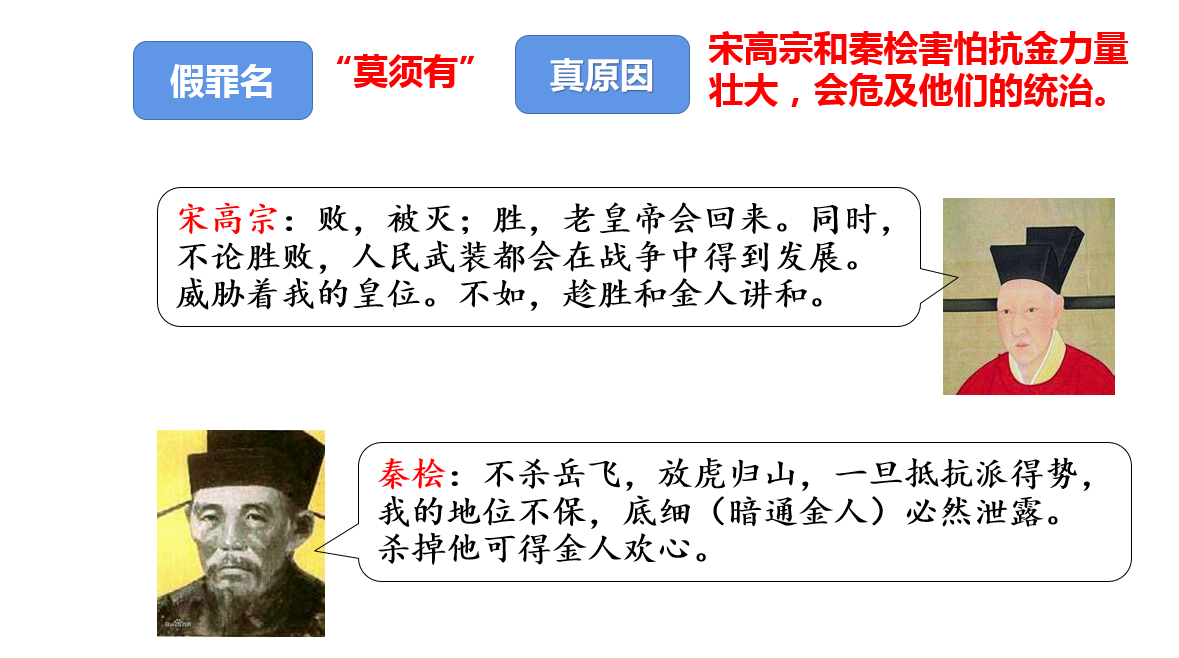 假罪名
“莫须有”
真原因
宋高宗和秦桧害怕抗金力量
壮大，会危及他们的统治。
宋高宗：败，被灭；胜，老皇帝会回来。同时，
不论胜败，人民武装都会在战争中得到发展。
威胁着我的皇位。不如，趁胜和金人讲和。
秦桧：不杀岳飞，放虎归山，一旦抵抗派得势，
我的地位不保，底细（暗通金人）必然泄露。
杀掉他可得金人欢心。